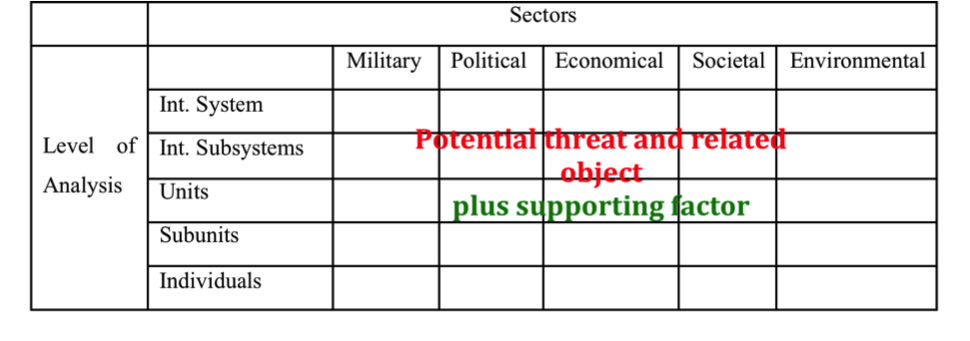 Sectors
Military Political Economical Societal Environmental
Int. System
Potential threat and related
Level of Int. Subsystems
object
Analysis Units
plus supporting factor
Subunits
Individuals